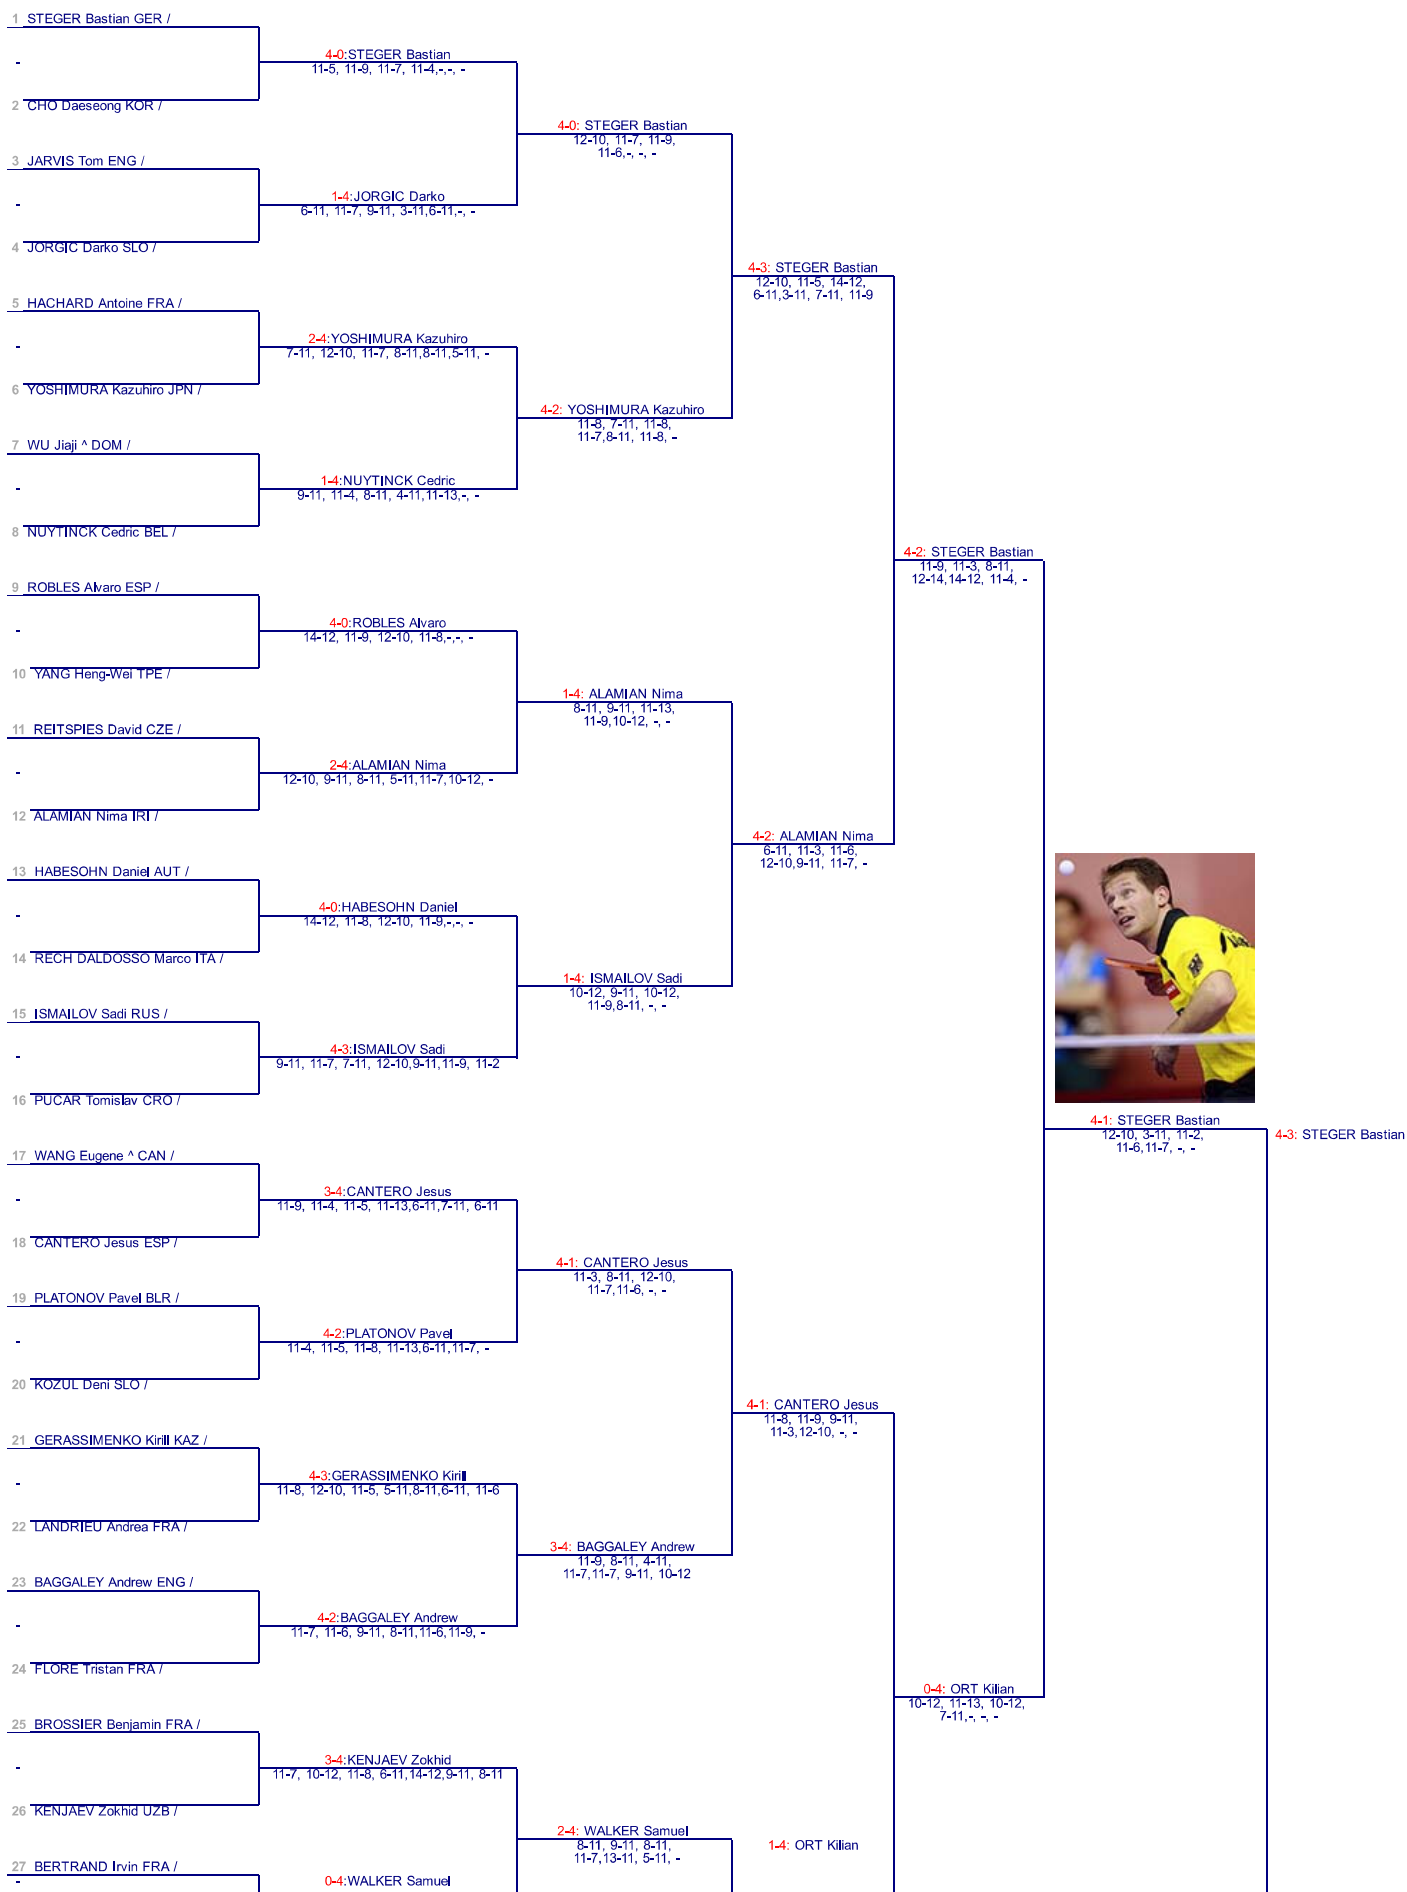 1 STEGER Bastian GER /
-
4-0:STEGER Bastian
11-5, 11-9, 11-7, 11-4,-,-, -
2 CHO Daeseong KOR /
4-0: STEGER Bastian
12-10, 11-7, 11-9,
11-6,-, -, -
3 JARVIS Tom ENG /
-
1-4:JORGIC Darko
6-11, 11-7, 9-11, 3-11,6-11,-, -
4 JORGIC Darko SLO /
4-3: STEGER Bastian
12-10, 11-5, 14-12,
6-11,3-11, 7-11, 11-9
5 HACHARD Antoine FRA /
-
2-4:YOSHIMURA Kazuhiro
7-11, 12-10, 11-7, 8-11,8-11,5-11, -
6 YOSHIMURA Kazuhiro JPN /
4-2: YOSHIMURA Kazuhiro
11-8, 7-11, 11-8,
11-7,8-11, 11-8, -
7 WU Jiaji ^ DOM /
-
1-4:NUYTINCK Cedric
9-11, 11-4, 8-11, 4-11,11-13,-, -
8 NUYTINCK Cedric BEL /
4-2: STEGER Bastian
11-9, 11-3, 8-11,
12-14,14-12, 11-4, -
9 ROBLES Alvaro ESP /
-
4-0:ROBLES Alvaro
14-12, 11-9, 12-10, 11-8,-,-, -
10 YANG Heng-Wei TPE /
1-4: ALAMIAN Nima
8-11, 9-11, 11-13,
11-9,10-12, -, -
11 REITSPIES David CZE /
-
2-4:ALAMIAN Nima
12-10, 9-11, 8-11, 5-11,11-7,10-12, -
12 ALAMIAN Nima IRI /
4-2: ALAMIAN Nima
6-11, 11-3, 11-6,
12-10,9-11, 11-7, -
13 HABESOHN Daniel AUT /
-
4-0:HABESOHN Daniel
14-12, 11-8, 12-10, 11-9,-,-, -
14 RECH DALDOSSO Marco ITA /
1-4: ISMAILOV Sadi
10-12, 9-11, 10-12,
11-9,8-11, -, -
15 ISMAILOV Sadi RUS /
-
4-3:ISMAILOV Sadi
9-11, 11-7, 7-11, 12-10,9-11,11-9, 11-2
16 PUCAR Tomislav CRO /
4-1: STEGER Bastian
12-10, 3-11, 11-2,
11-6,11-7, -, -
4-3: STEGER Bastian
17 WANG Eugene ^ CAN /
-
3-4:CANTERO Jesus
11-9, 11-4, 11-5, 11-13,6-11,7-11, 6-11
18 CANTERO Jesus ESP /
4-1: CANTERO Jesus
11-3, 8-11, 12-10,
11-7,11-6, -, -
19 PLATONOV Pavel BLR /
-
4-2:PLATONOV Pavel
11-4, 11-5, 11-8, 11-13,6-11,11-7, -
20 KOZUL Deni SLO /
4-1: CANTERO Jesus
11-8, 11-9, 9-11,
11-3,12-10, -, -
21 GERASSIMENKO Kirill KAZ /
-
4-3:GERASSIMENKO Kirill
11-8, 12-10, 11-5, 5-11,8-11,6-11, 11-6
22 LANDRIEU Andrea FRA /
3-4: BAGGALEY Andrew
11-9, 8-11, 4-11,
11-7,11-7, 9-11, 10-12
23 BAGGALEY Andrew ENG /
-
4-2:BAGGALEY Andrew
11-7, 11-6, 9-11, 8-11,11-6,11-9, -
24 FLORE Tristan FRA /
0-4: ORT Kilian
10-12, 11-13, 10-12,
7-11,-, -, -
25 BROSSIER Benjamin FRA /
-
3-4:KENJAEV Zokhid
11-7, 10-12, 11-8, 6-11,14-12,9-11, 8-11
26 KENJAEV Zokhid UZB /
2-4: WALKER Samuel
8-11, 9-11, 8-11,
11-7,13-11, 5-11, -
1-4: ORT Kilian
27 BERTRAND Irvin FRA /
-
0-4:WALKER Samuel